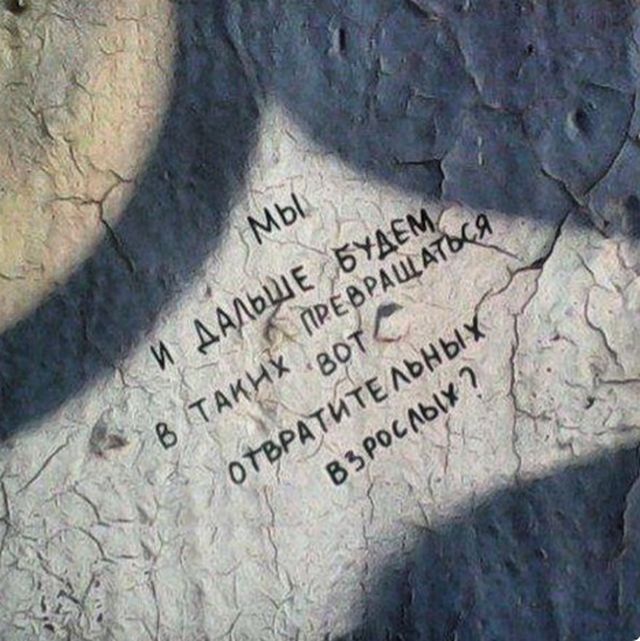 МЫ
И ДАЛЬШЕ БУДЕМ
ПРЕВРАЩАТЬСЯ
В ТАКИХ ВОТ
ОТВРАТИТЕЛЬНЫХ
ВЗРОСЛЫХ?